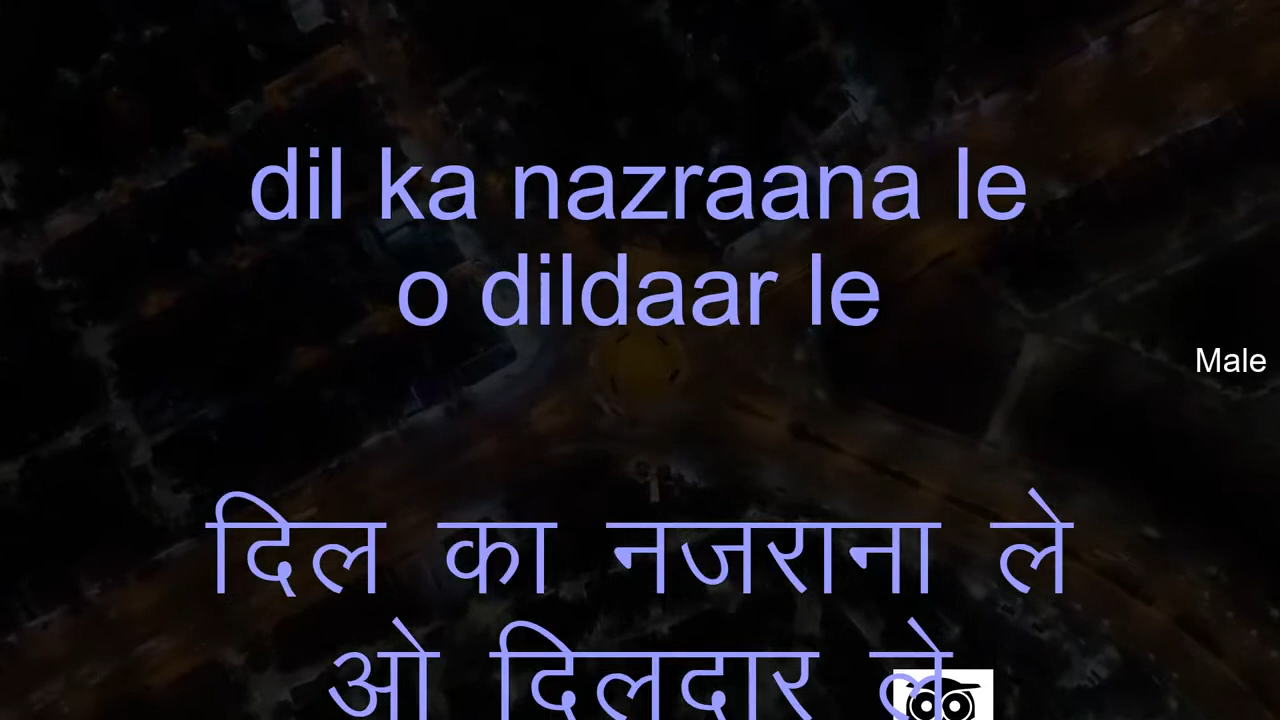 dil ka nazraana le
o dildaar le
Male
दिल का नजराना ले
ओ दिलदार ले